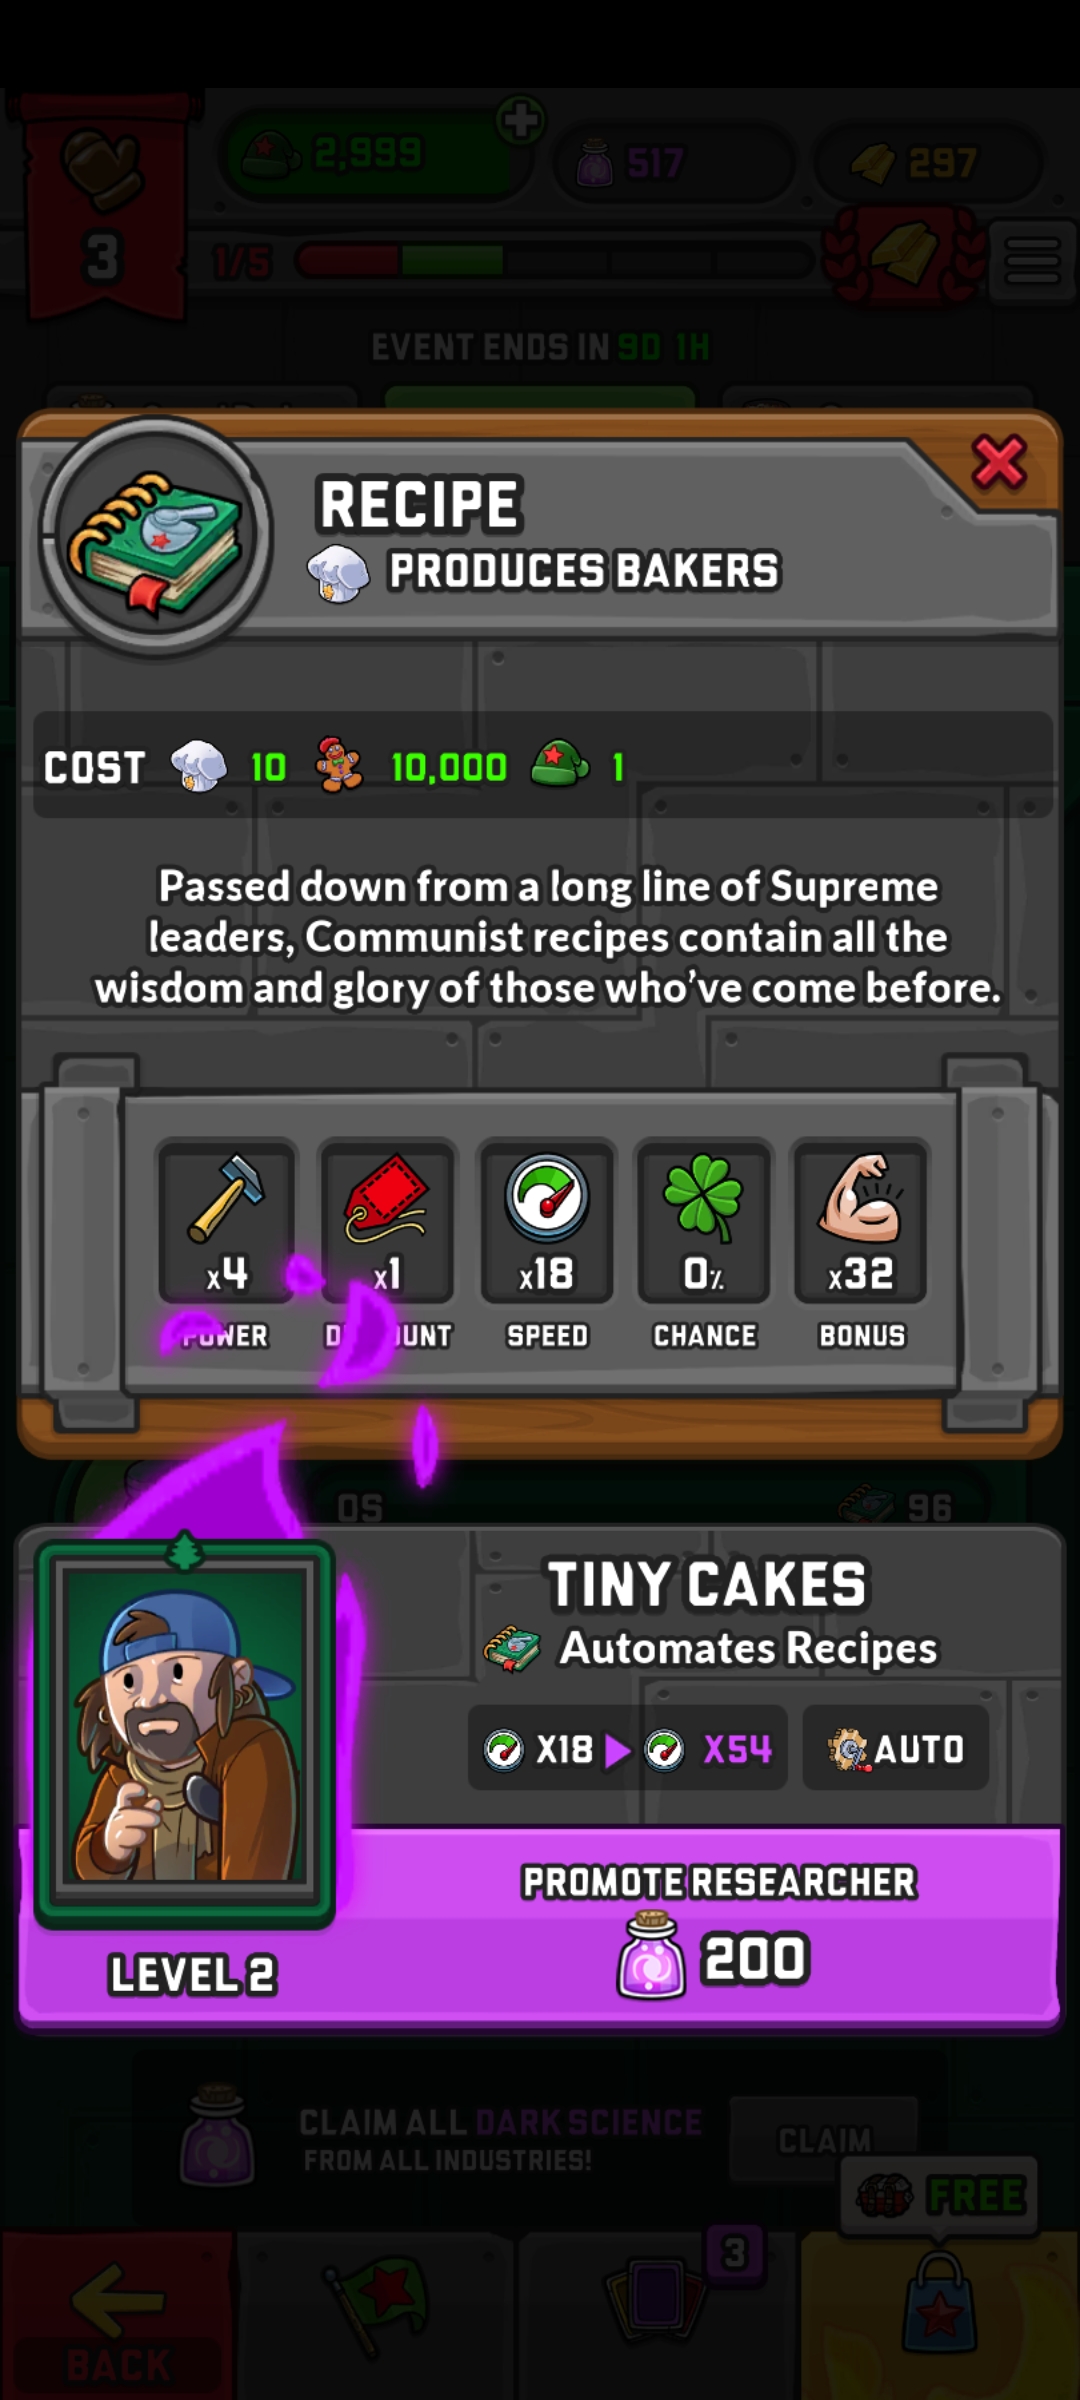 2,999
517
297
3
1/5
EVENT ENDS IN 9D 1H
RECIPE
PRODUCES BAKERS
COST 10 10,000 1
Passed down from a long line of Supreme
leaders, Communist recipes contain all the
wisdom and glory of those who've come before.
x4 x1 x18 0% x32
POWER DISCOUNT SPEED CHANCE BONUS
0S
96
TINY CAKES
Automates Recipes
X18 X54 AUTO
PROMOTE RESEARCHER
200
LEVEL 2
CLAIM ALL DARK SCIENCE
FROM ALL INDUSTRIES!
CLAIM
FREE
3
BACK